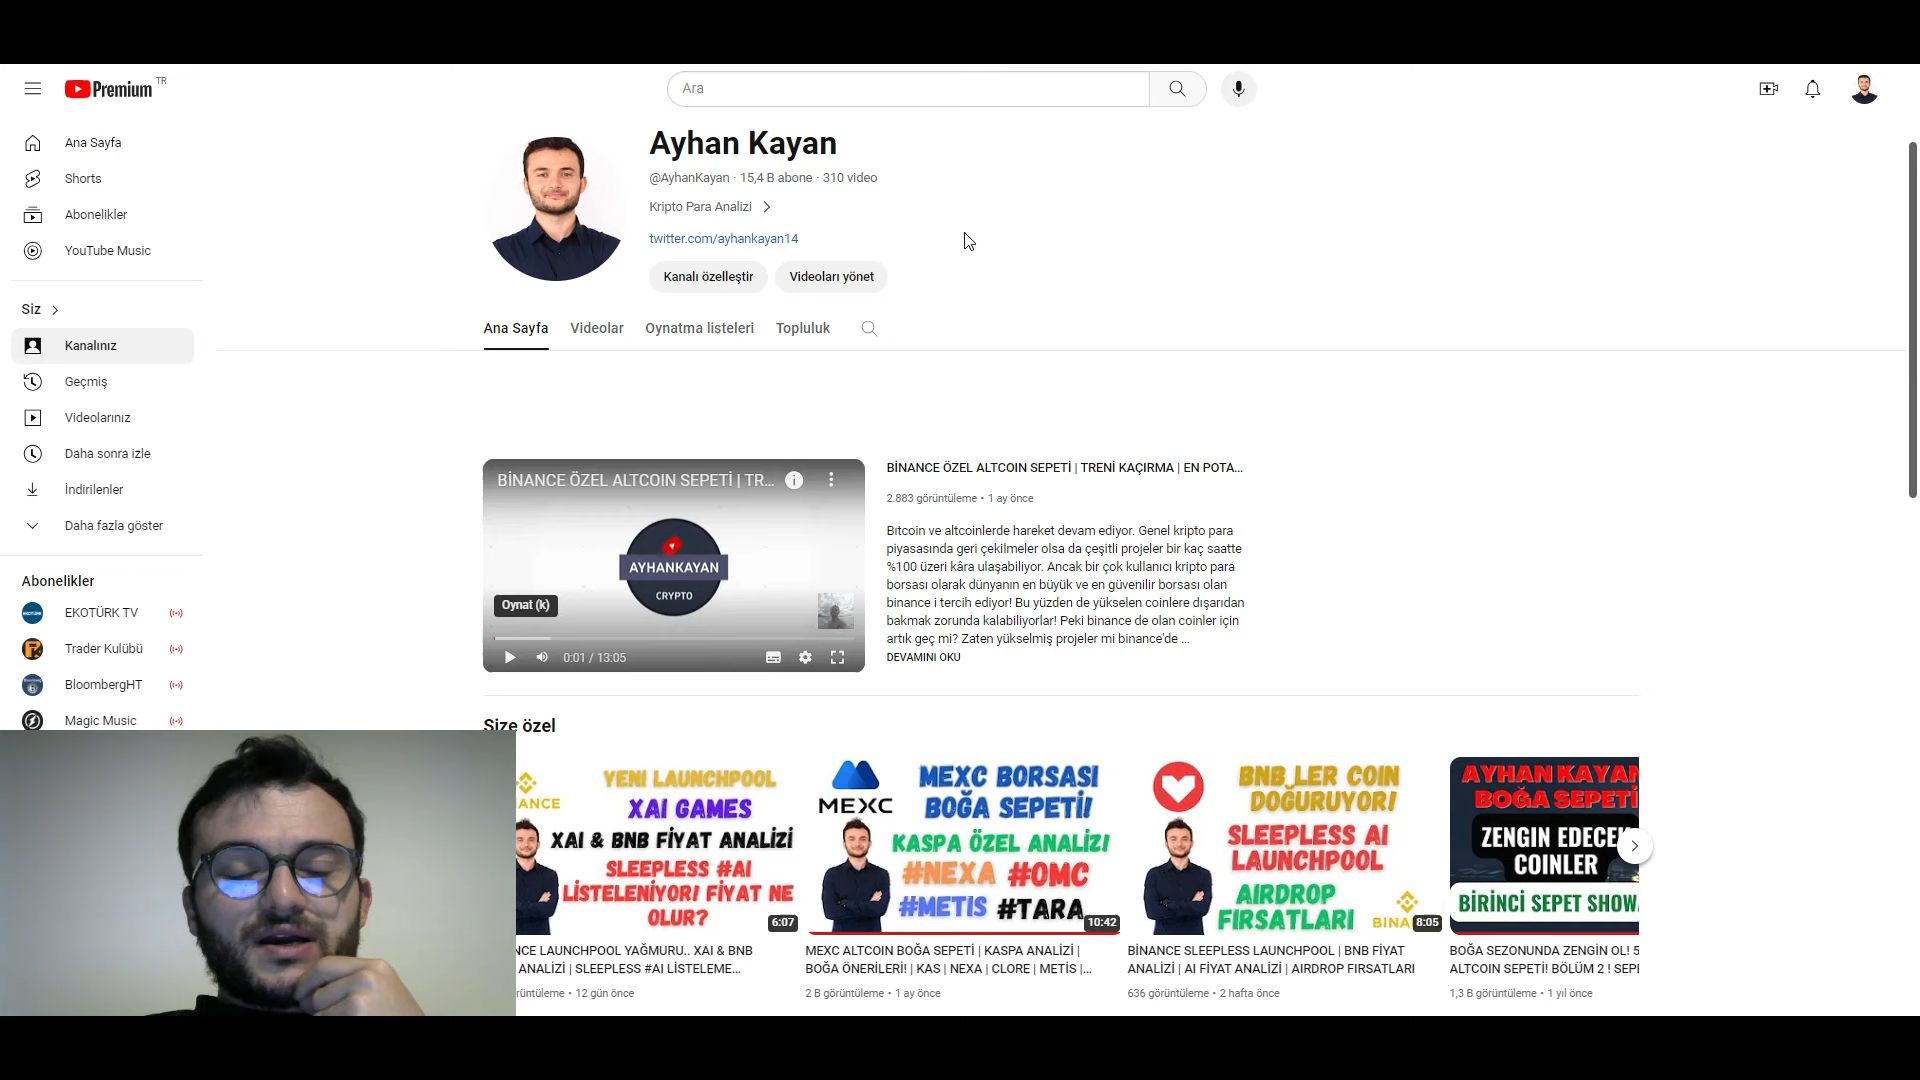 Premium TR
Ara
Ana Sayfa
Shorts
Abonelikler
YouTube Music
Siz
Kanalınız
Geçmiş
Videolarınız
Daha sonra izle
İndirilenler
Daha fazla göster
Abonelikler
EKOTÜRK TV
Trader Kulübü
BloombergHT
Magic Music
Ayhan Kayan
@AyhanKayan · 15,4 B abone · 310 video
Kripto Para Analizi
twitter.com/ayhankayan14
Kanalı özelleştir
Videoları yönet
Ana Sayfa Videolar Oynatma listeleri Topluluk
BİNANCE ÖZEL ALTCOIN SEPETİ | TR...
AYHANKAYAN
CRYPTO
Oynat (k)
0:01 / 13:05
BİNANCE ÖZEL ALTCOIN SEPETİ | TRENİ KAÇIRMA | EN POTA...
2.883 görüntüleme • 1 ay önce
Bıtcoin ve altcoinlerde hareket devam ediyor. Genel kripto para
piyasasında geri çekilmeler olsa da çeşitli projeler bir kaç saatte
%100 üzeri kâra ulaşabiliyor. Ancak bir çok kullanıcı kripto para
borsası olarak dünyanın en büyük ve en güvenilir borsası olan
binance i tercih ediyor! Bu yüzden de yükselen coinlere dışarıdan
bakmak zorunda kalabiliyorlar! Peki binance de olan coinler için
artık geç mi? Zaten yükselmiş projeler mi binance'de ...
DEVAMINI OKU
Size özel
ANCE
YENİ LAUNCHPOOL
XAI GAMES
XAI & BNB FİYAT ANALİZİ
SLEEPLESS #AI
LİSTELENİYOR! FİYAT NE
OLUR?
6:07
NCE LAUNCHPOOL YAĞMURU.. XAI & BNB
ANALİZİ | SLEEPLESS #AI LİSTELEME...
rüntüleme • 12 gün önce
MEXC
MEXC BORSASI
BOĞA SEPETİ!
KASPA ÖZEL ANALİZ!
#NEXA #OMC
#METIS #TARA
10:42
MEXC ALTCOIN BOĞA SEPETİ | KASPA ANALİZİ |
BOĞA ÖNERİLERİ! | KAS | NEXA | CLORE | METİS |...
2 B görüntüleme • 1 ay önce
BNB LER COIN
DOĞURUYOR!
SLEEPLESS AI
LAUNCHPOOL
AIRDROP
FIRSATLARI
BINA
8:05
BİNANCE SLEEPLESS LAUNCHPOOL | BNB FİYAT
ANALİZİ | AI FİYAT ANALİZİ | AIRDROP FIRSATLARI
636 görüntüleme • 2 hafta önce
AYHAN KAYAN
BOĞA SEPETİ
ZENGIN EDECEK
COINLER
BİRİNCİ SEPET SHOW
BOĞA SEZONUNDA ZENGİN OL! 5
ALTCOIN SEPETİ! BÖLÜM 2 ! SEPE
1,3 B görüntüleme • 1 yıl önce